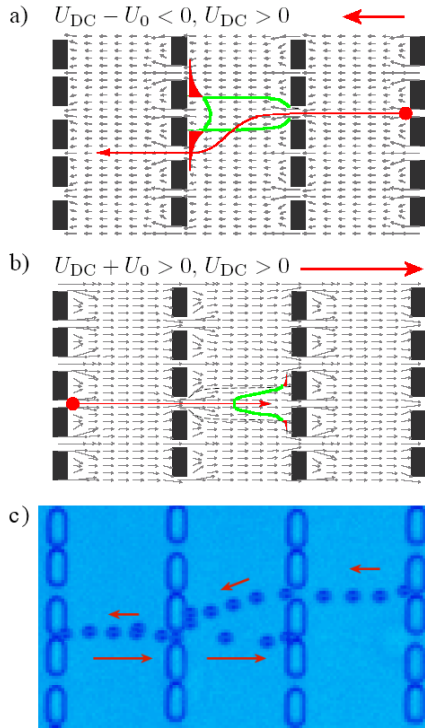 a) U_DC − U_0 < 0, U_DC > 0
b) U_DC + U_0 > 0, U_DC > 0
c)